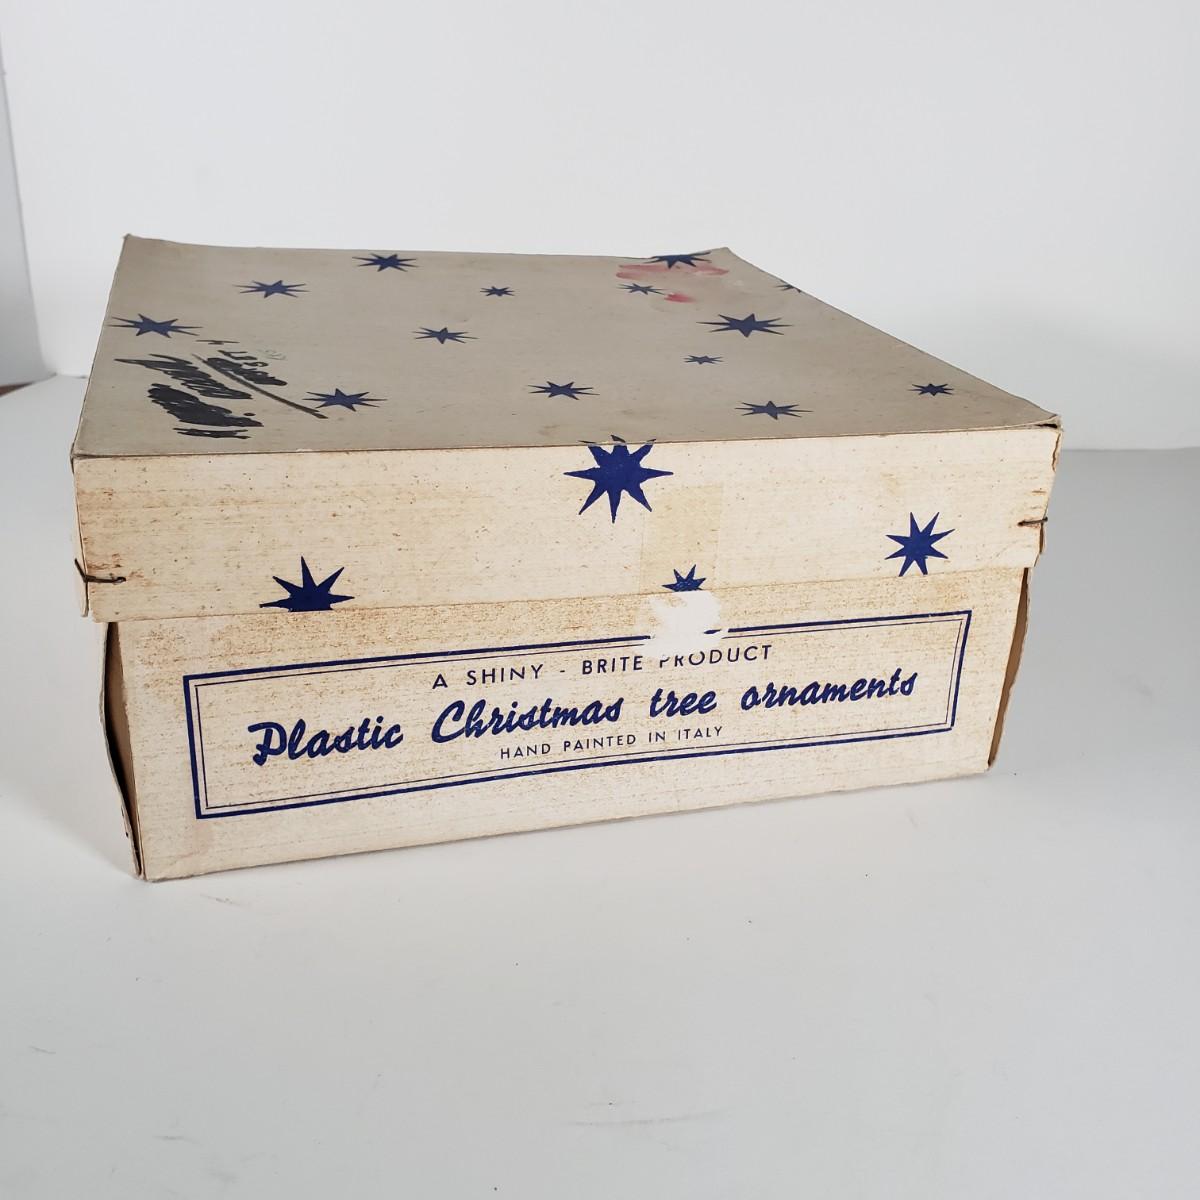 A SHINY - BRITE PRODUCT
Plastic Christmas tree ornaments
HAND PAINTED IN ITALY